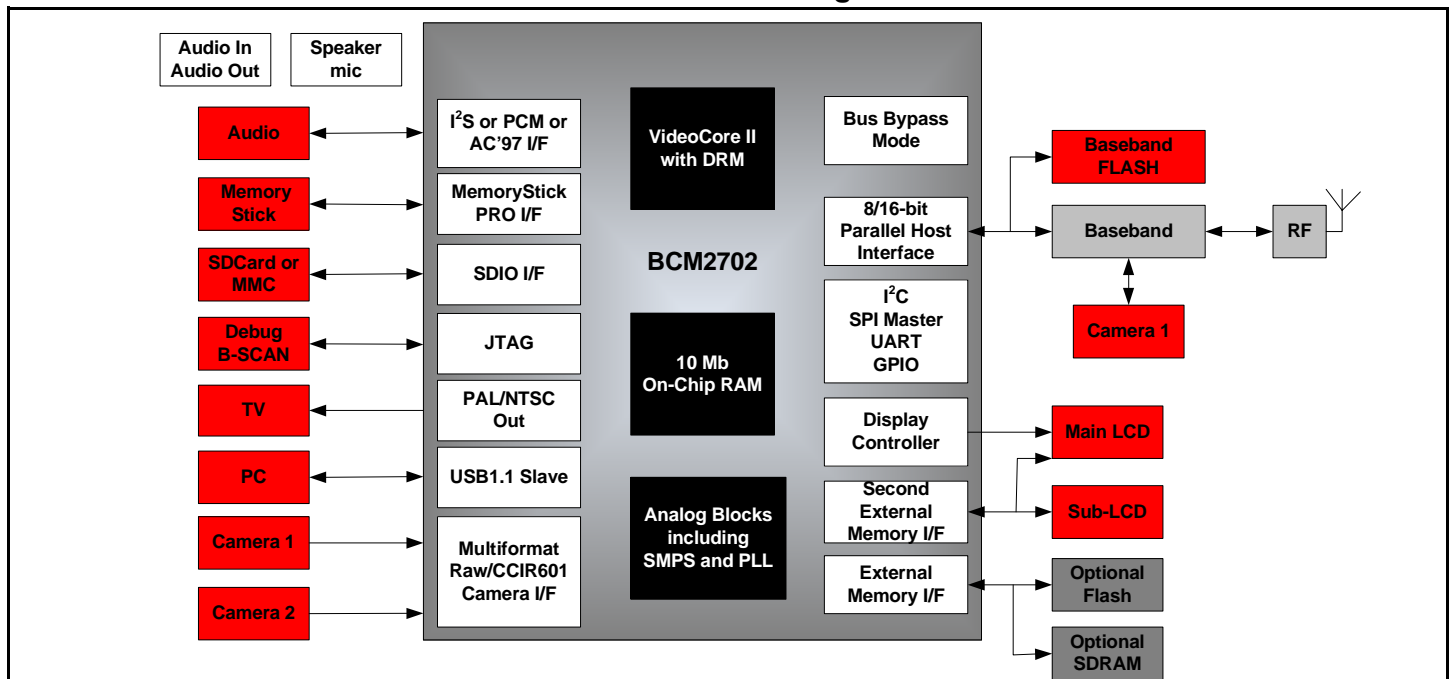 Audio In
Audio Out
Speaker
mic
Audio
Memory
Stick
SDCard or
MMC
Debug
B-SCAN
TV
PC
Camera 1
Camera 2
I²S or PCM or
AC'97 I/F
MemoryStick
PRO I/F
SDIO I/F
JTAG
PAL/NTSC
Out
USB1.1 Slave
Multiformat
Raw/CCIR601
Camera I/F
VideoCore II
with DRM
BCM2702
10 Mb
On-Chip RAM
Analog Blocks
including
SMPS and PLL
Bus Bypass
Mode
8/16-bit
Parallel Host
Interface
I²C
SPI Master
UART
GPIO
Display
Controller
Second
External
Memory I/F
External
Memory I/F
Baseband
FLASH
Baseband
RF
Camera 1
Main LCD
Sub-LCD
Optional
Flash
Optional
SDRAM